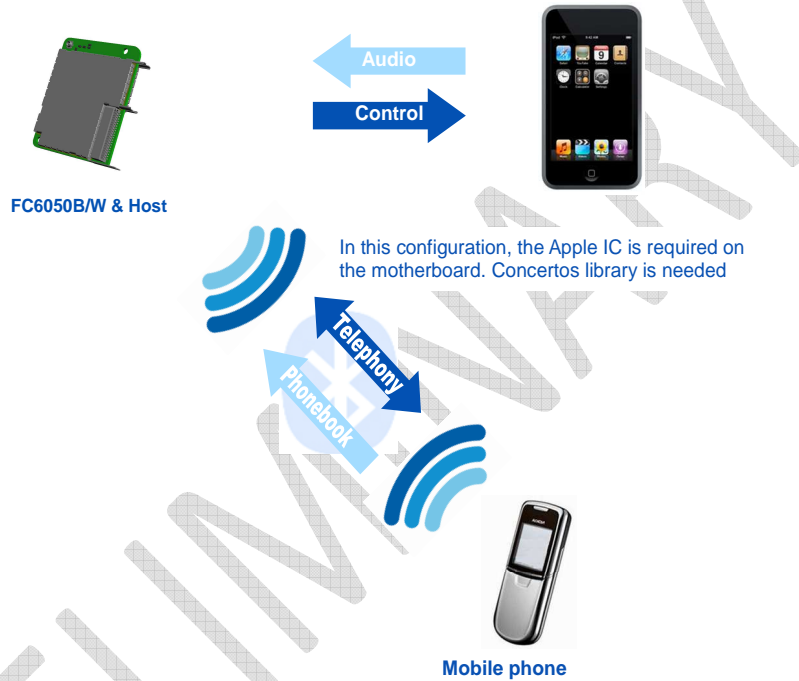 Audio
Control
FC6050B/W & Host
In this configuration, the Apple IC is required on
the motherboard. Concertos library is needed
Telephony
Phonebook
Mobile phone